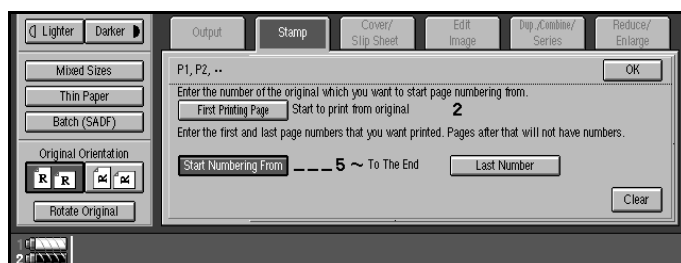 Lighter Darker
Mixed Sizes
Thin Paper
Batch (SADF)
Original Orientation
R R R R
Rotate Original
Output
Stamp
Cover/
Slip Sheet
Edit
Image
Dup./Combine/
Series
Reduce/
Enlarge
P1, P2, ··
OK
Enter the number of the original which you want to start page numbering from.
First Printing Page Start to print from original 2
Enter the first and last page numbers that you want printed. Pages after that will not have numbers.
Start Numbering From _ _ _ 5 ~ To The End Last Number
Clear
1
2